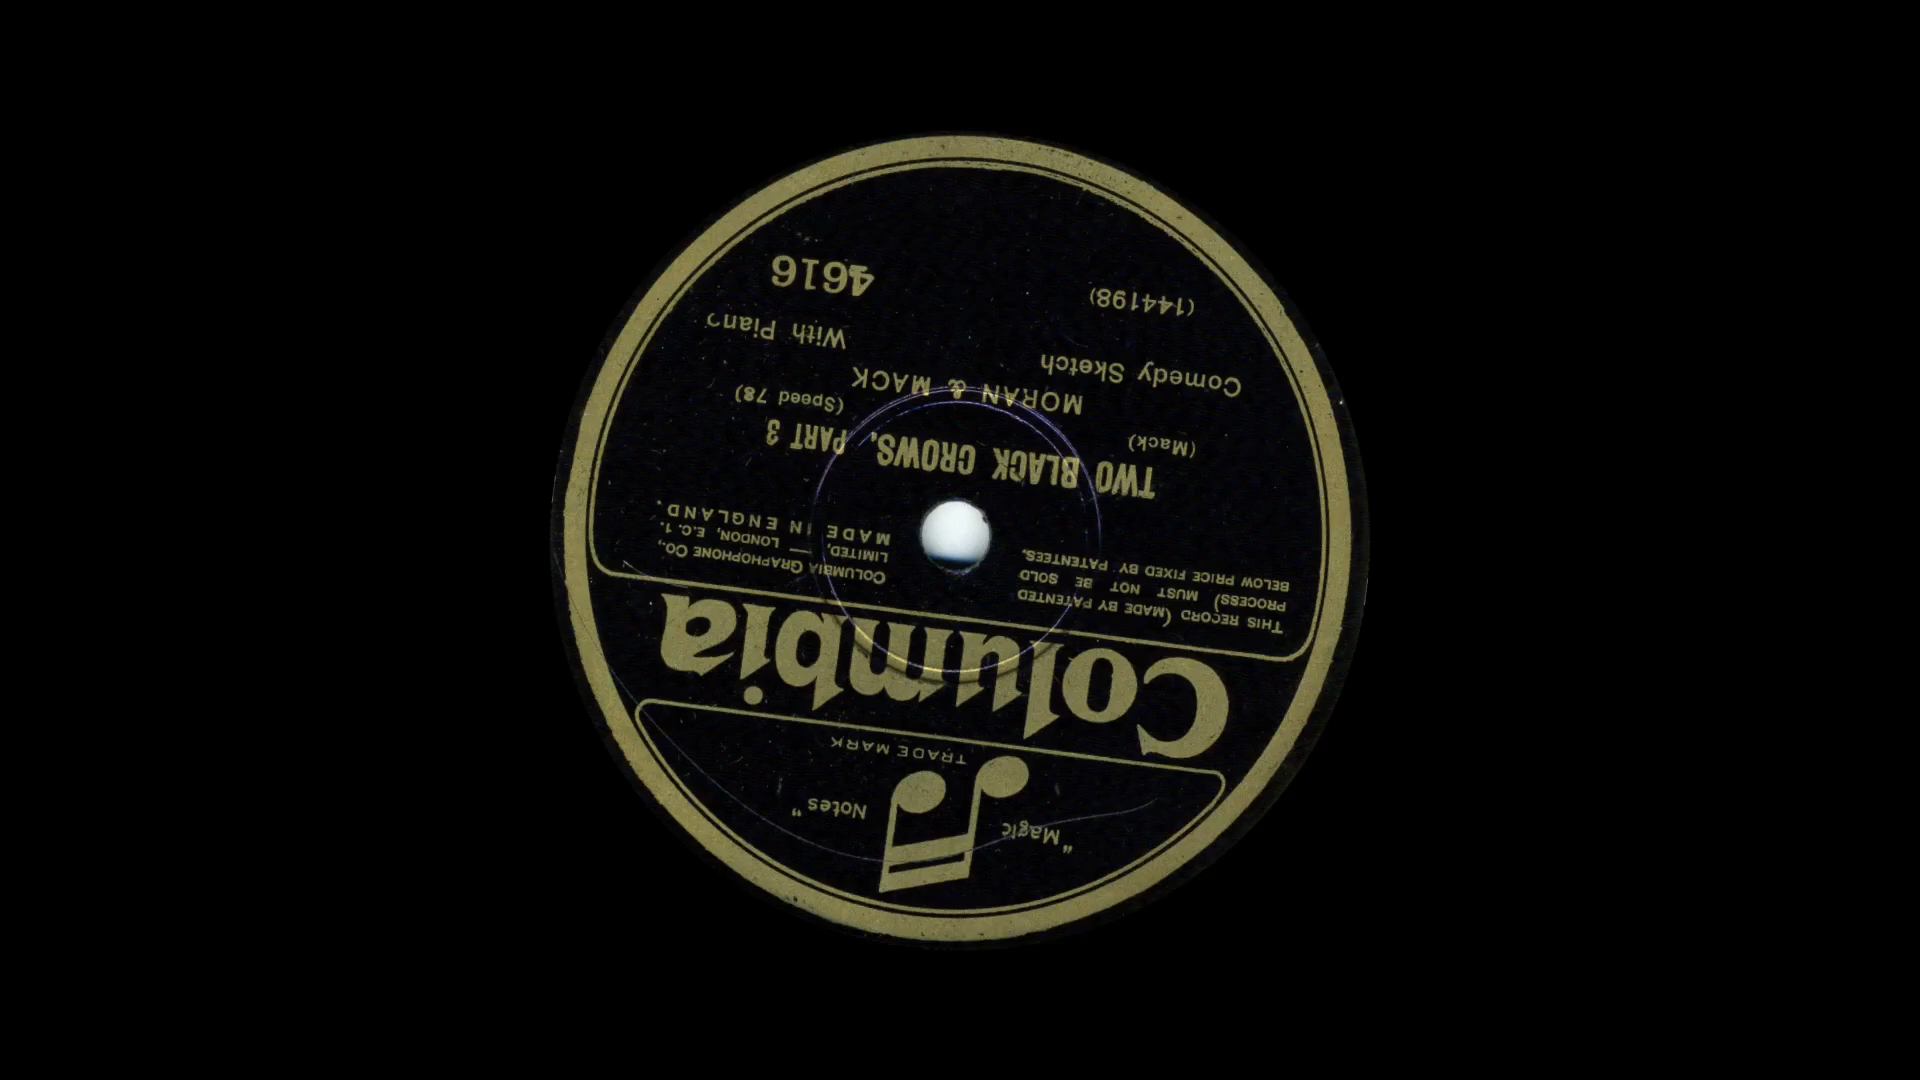 "Magic Notes"
TRADE MARK
Columbia
THIS RECORD (MADE BY PATENTED
PROCESS) MUST NOT BE SOLD
BELOW PRICE FIXED BY PATENTEES.
COLUMBIA GRAPHOPHONE CO.,
LIMITED, — LONDON, E.C. 1.
MADE IN ENGLAND.
TWO BLACK CROWS, PART 3
(Mack) (Speed 78)
MORAN & MACK
Comedy Sketch With Piano
(144198) 4616